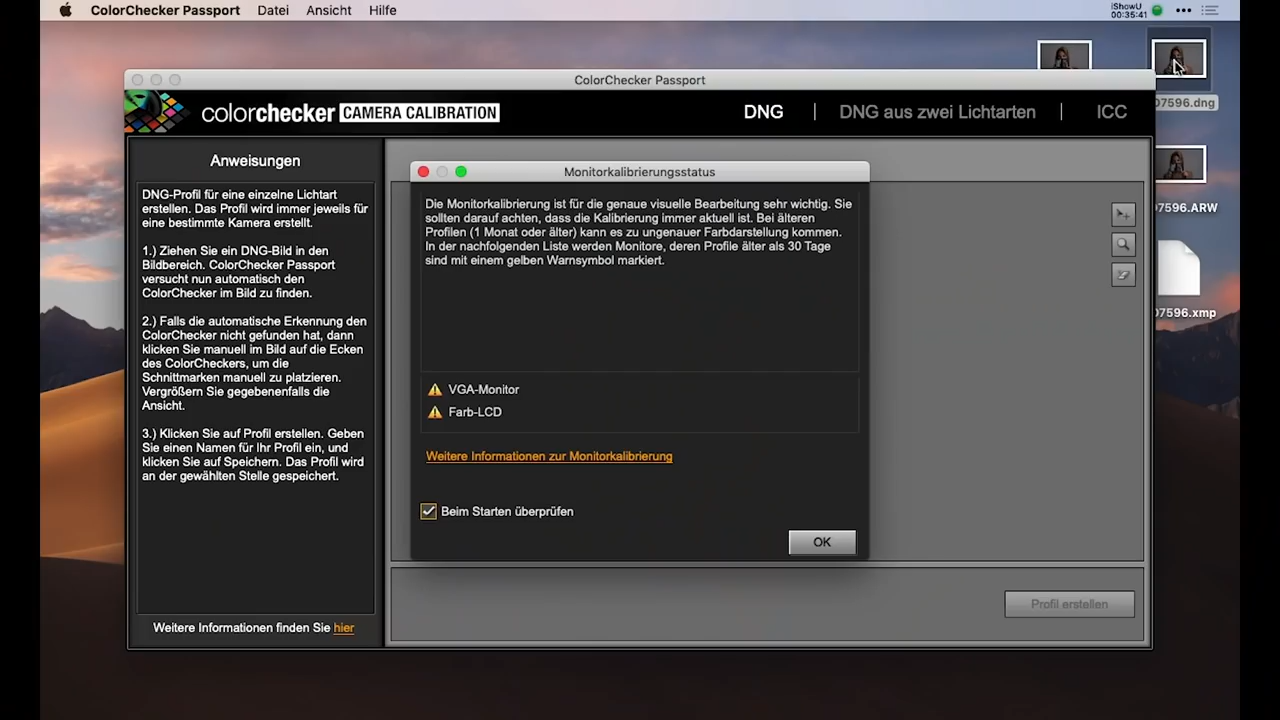 ColorChecker Passport Datei Ansicht Hilfe
iShowU
00:35:41
ColorChecker Passport
colorchecker CAMERA CALIBRATION
DNG | DNG aus zwei Lichtarten | ICC
07596.dng
07596.ARW
07596.xmp
Anweisungen
DNG-Profil für eine einzelne Lichtart
erstellen. Das Profil wird immer jeweils für
eine bestimmte Kamera erstellt.
1.) Ziehen Sie ein DNG-Bild in den
Bildbereich. ColorChecker Passport
versucht nun automatisch den
ColorChecker im Bild zu finden.
2.) Falls die automatische Erkennung den
ColorChecker nicht gefunden hat, dann
klicken Sie manuell im Bild auf die Ecken
des ColorCheckers, um die
Schnittmarken manuell zu platzieren.
Vergrößern Sie gegebenenfalls die
Ansicht.
3.) Klicken Sie auf Profil erstellen. Geben
Sie einen Namen für Ihr Profil ein, und
klicken Sie auf Speichern. Das Profil wird
an der gewählten Stelle gespeichert.
Weitere Informationen finden Sie hier
Monitorkalibrierungsstatus
Die Monitorkalibrierung ist für die genaue visuelle Bearbeitung sehr wichtig. Sie
sollten darauf achten, dass die Kalibrierung immer aktuell ist. Bei älteren
Profilen (1 Monat oder älter) kann es zu ungenauer Farbdarstellung kommen.
In der nachfolgenden Liste werden Monitore, deren Profile älter als 30 Tage
sind mit einem gelben Warnsymbol markiert.
VGA-Monitor
Farb-LCD
Weitere Informationen zur Monitorkalibrierung
Beim Starten überprüfen
OK
Profil erstellen